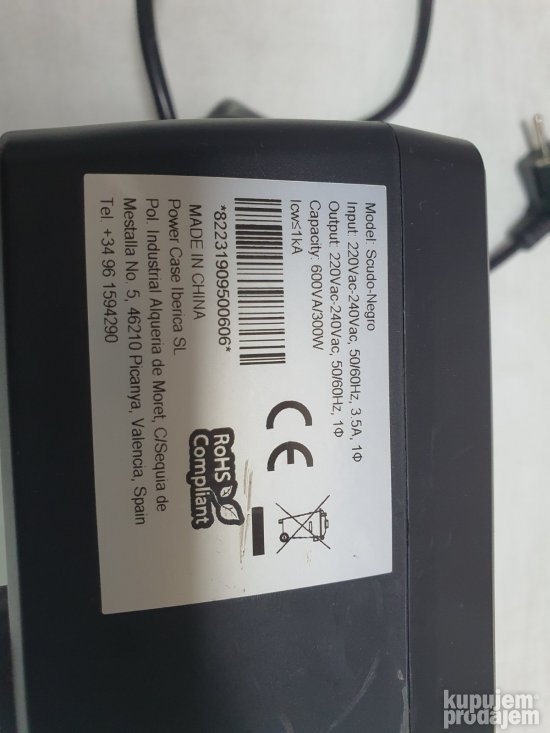 Model: Scudo-Negro
Input: 220Vac-240Vac, 50/60Hz, 3.5A, 1Φ
Output: 220Vac-240Vac, 50/60Hz, 1Φ
Capacity: 600VA/300W
Icw≤1kA
*82231909500606*
MADE IN CHINA
CE
RoHS
Compliant
Power Case Iberica SL
Pol. Industrial Alqueria de Moret, C/Sequia de
Mestalla No. 5, 46210 Picanya, Valencia, Spain
Tel. +34 96 1594290
kupujem
prodajem